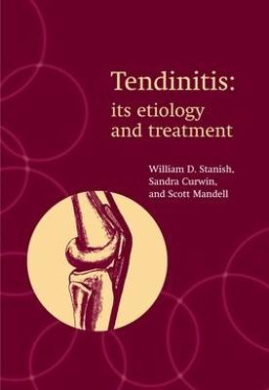 Tendinitis:
its etiology
and treatment
William D. Stanish,
Sandra Curwin,
and Scott Mandell